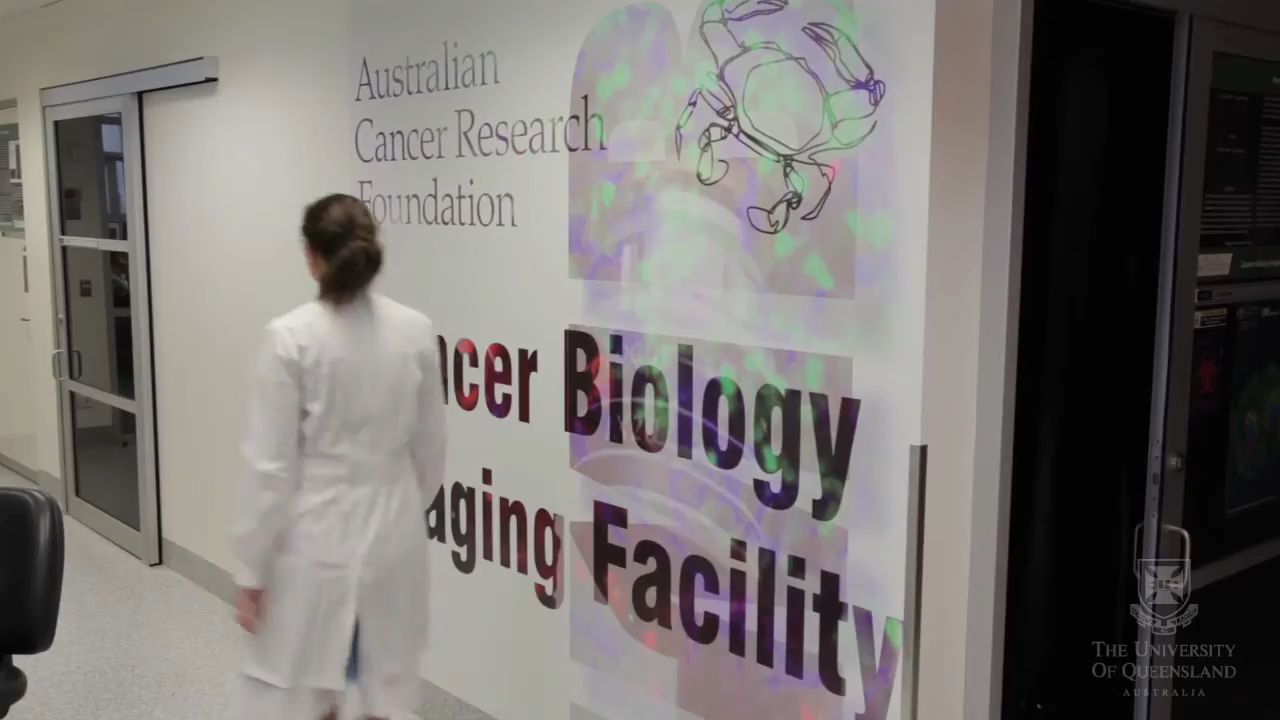 Australian
Cancer Research
Foundation
ncer Biology
aging Facility
THE UNIVERSITY
OF QUEENSLAND
AUSTRALIA